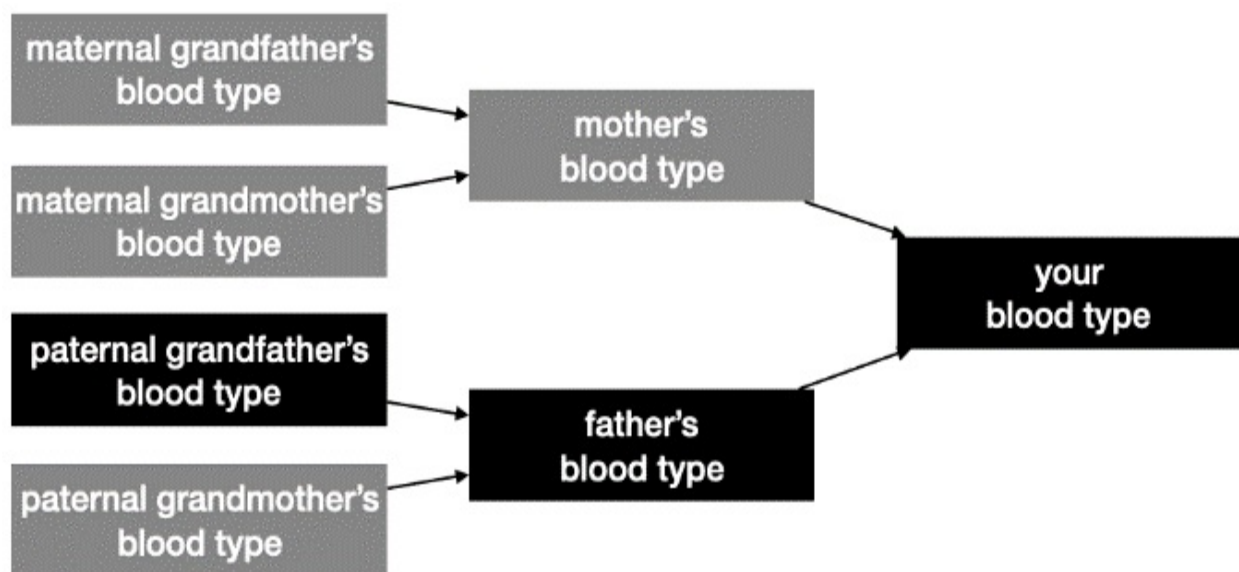 maternal grandfather’s
blood type
maternal grandmother’s
blood type
paternal grandfather’s
blood type
paternal grandmother’s
blood type
mother’s
blood type
father’s
blood type
your
blood type